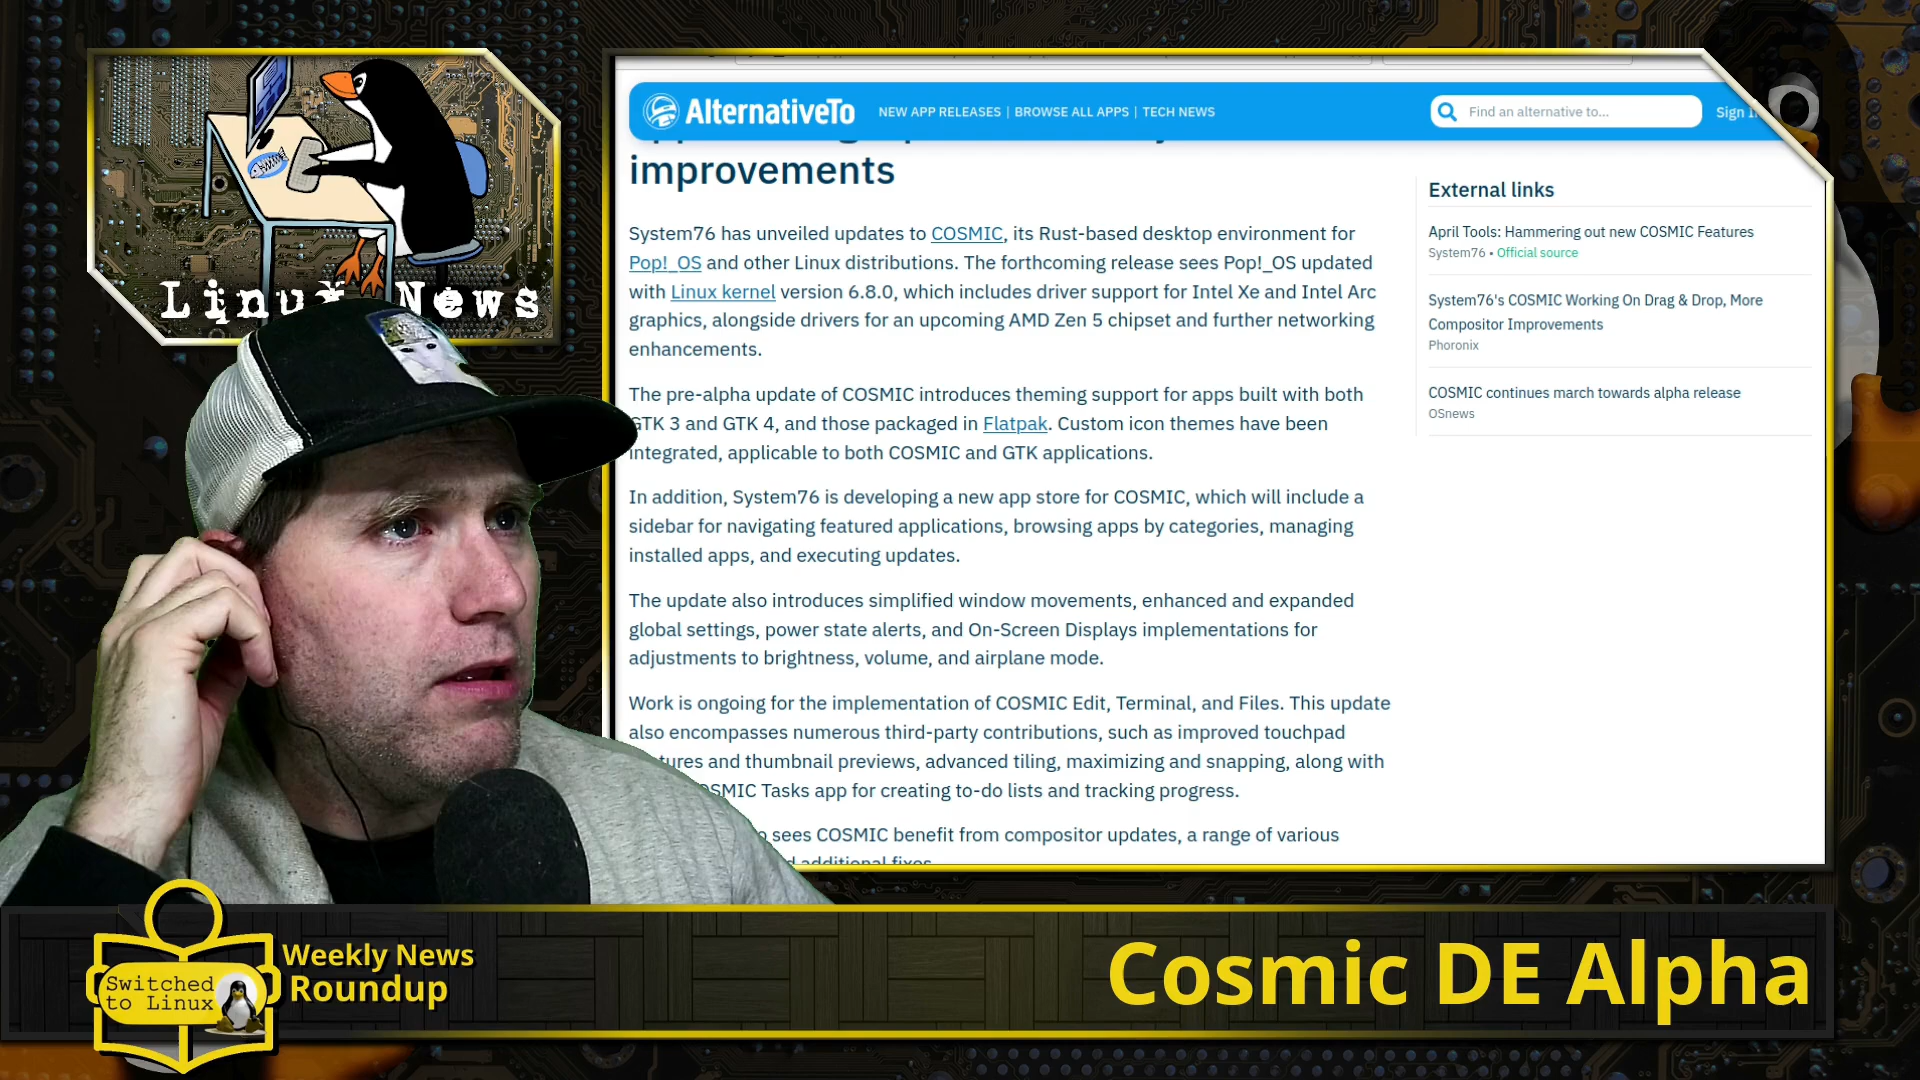 Linux News
AlternativeTo
NEW APP RELEASES | BROWSE ALL APPS | TECH NEWS
Find an alternative to...
Sign
improvements
System76 has unveiled updates to COSMIC, its Rust-based desktop environment for
Pop!_OS and other Linux distributions. The forthcoming release sees Pop!_OS updated
with Linux kernel version 6.8.0, which includes driver support for Intel Xe and Intel Arc
graphics, alongside drivers for an upcoming AMD Zen 5 chipset and further networking
enhancements.
The pre-alpha update of COSMIC introduces theming support for apps built with both
GTK 3 and GTK 4, and those packaged in Flatpak. Custom icon themes have been
integrated, applicable to both COSMIC and GTK applications.
In addition, System76 is developing a new app store for COSMIC, which will include a
sidebar for navigating featured applications, browsing apps by categories, managing
installed apps, and executing updates.
The update also introduces simplified window movements, enhanced and expanded
global settings, power state alerts, and On-Screen Displays implementations for
adjustments to brightness, volume, and airplane mode.
Work is ongoing for the implementation of COSMIC Edit, Terminal, and Files. This update
also encompasses numerous third-party contributions, such as improved touchpad
and thumbnail previews, advanced tiling, maximizing and snapping, along with
Tasks app for creating to-do lists and tracking progress.
sees COSMIC benefit from compositor updates, a range of various
additional fixes.
External links
April Tools: Hammering out new COSMIC Features
System76 • Official source
System76's COSMIC Working On Drag & Drop, More
Compositor Improvements
Phoronix
COSMIC continues march towards alpha release
OSnews
Switched
to Linux
Weekly News
Roundup
Cosmic DE Alpha